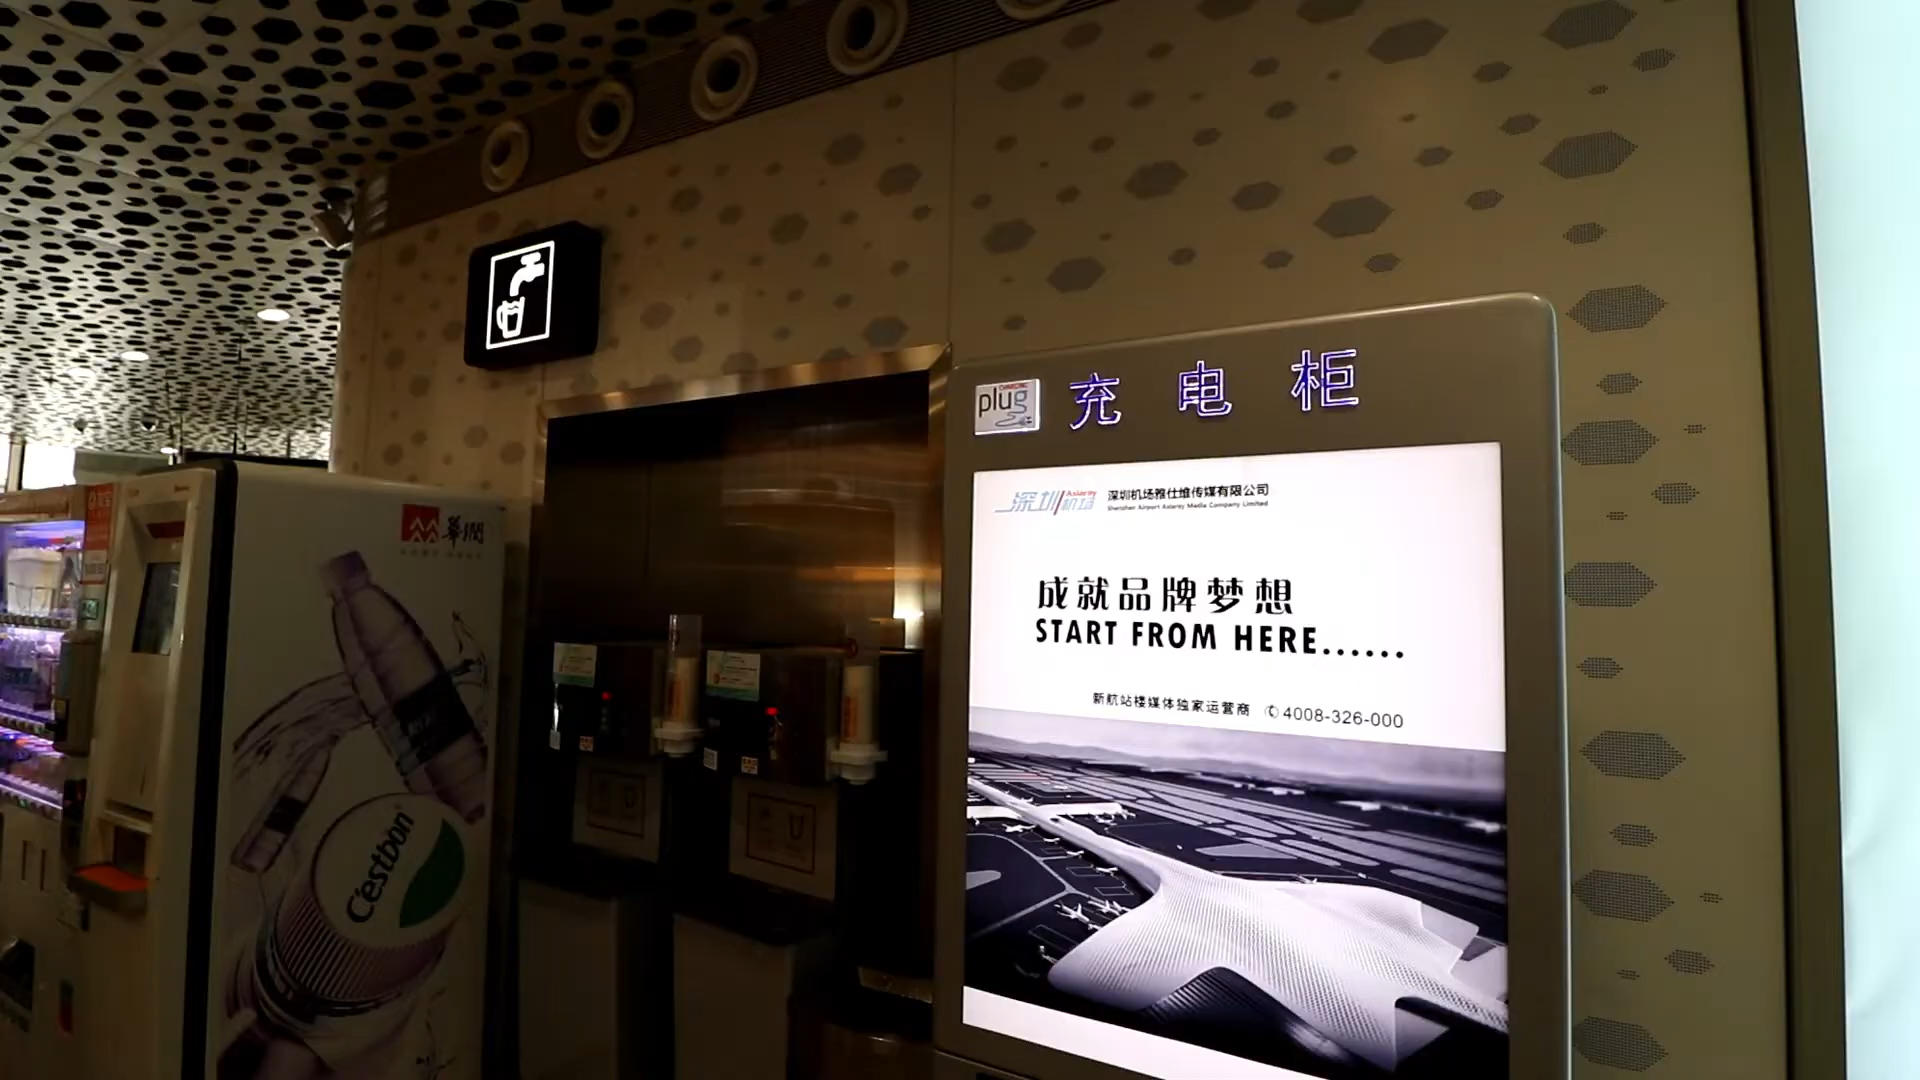 華潤
C'estbon
CHARGING
plug
充电柜
深圳机场
Asiaray
深圳机场雅仕维传媒有限公司
Shenzhen Airport Asiaray Media Company Limited
成就品牌梦想
START FROM HERE......
新航站楼媒体独家运营商 ✆4008-326-000